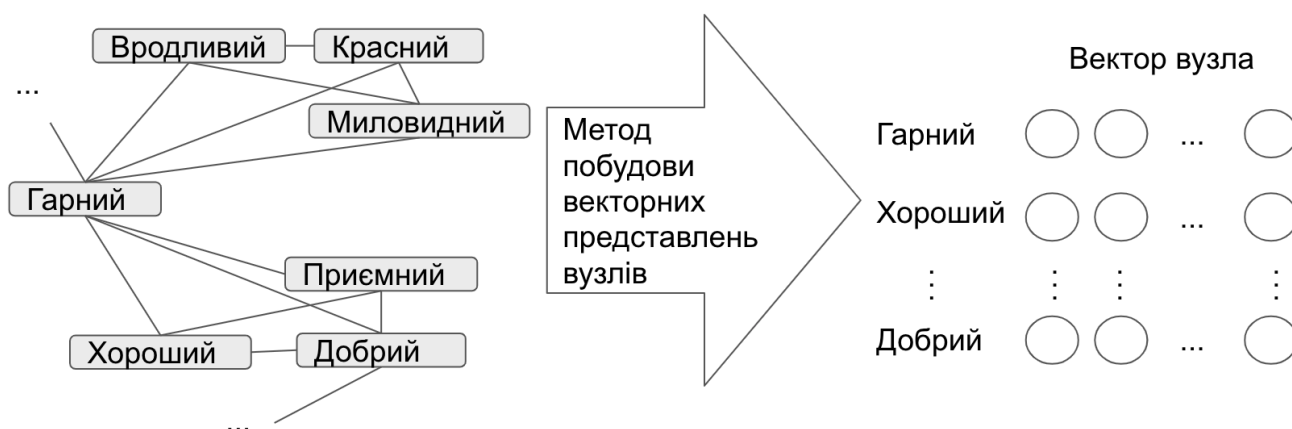 Вродливий
Красний
...
Миловидний
Гарний
Приємний
Хороший
Добрий
...
Метод
побудови
векторних
представлень
вузлів
Вектор вузла
Гарний ...
Хороший ...
⋮ ⋮ ⋮ ⋮
Добрий ...